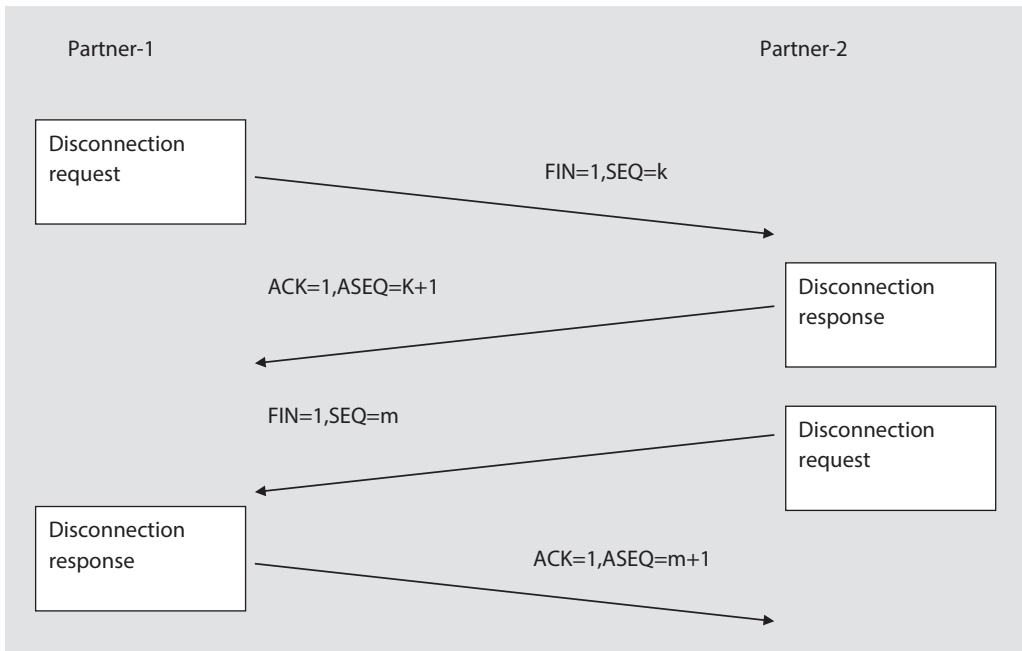 Partner-1
Partner-2
Disconnection
request
FIN=1,SEQ=k
ACK=1,ASEQ=K+1
Disconnection
response
FIN=1,SEQ=m
Disconnection
request
Disconnection
response
ACK=1,ASEQ=m+1